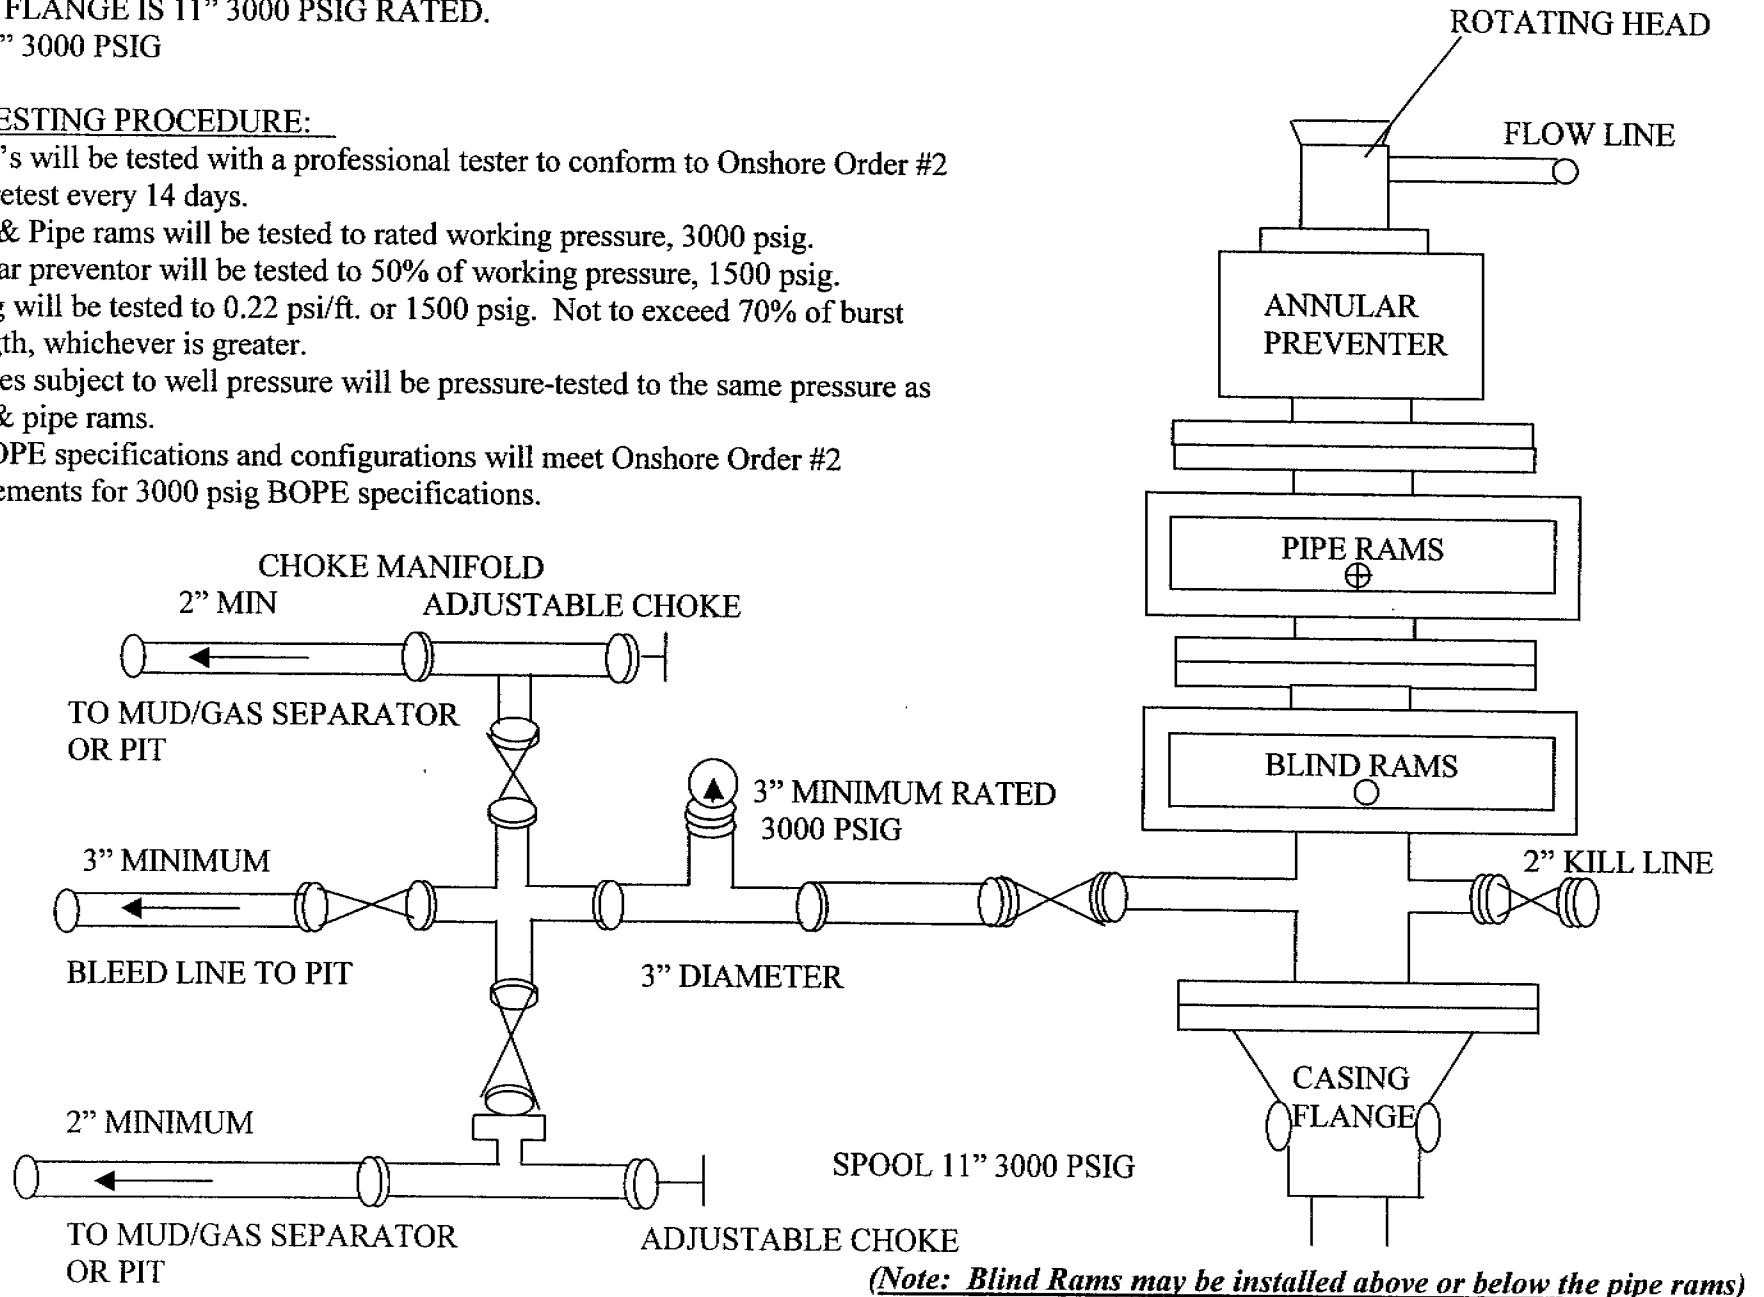 FLANGE IS 11” 3000 PSIG RATED.
” 3000 PSIG
ESTING PROCEDURE:
’s will be tested with a professional tester to conform to Onshore Order #2
etest every 14 days.
& Pipe rams will be tested to rated working pressure, 3000 psig.
ar preventor will be tested to 50% of working pressure, 1500 psig.
g will be tested to 0.22 psi/ft. or 1500 psig. Not to exceed 70% of burst
gth, whichever is greater.
es subject to well pressure will be pressure-tested to the same pressure as
& pipe rams.
OPE specifications and configurations will meet Onshore Order #2
ements for 3000 psig BOPE specifications.
ROTATING HEAD
FLOW LINE
ANNULAR
PREVENTER
PIPE RAMS
BLIND RAMS
2” KILL LINE
CASING
FLANGE
CHOKE MANIFOLD
2” MIN
ADJUSTABLE CHOKE
TO MUD/GAS SEPARATOR
OR PIT
3” MINIMUM RATED
3000 PSIG
3” MINIMUM
BLEED LINE TO PIT
3” DIAMETER
2” MINIMUM
SPOOL 11” 3000 PSIG
TO MUD/GAS SEPARATOR
OR PIT
ADJUSTABLE CHOKE
(Note: Blind Rams may be installed above or below the pipe rams)